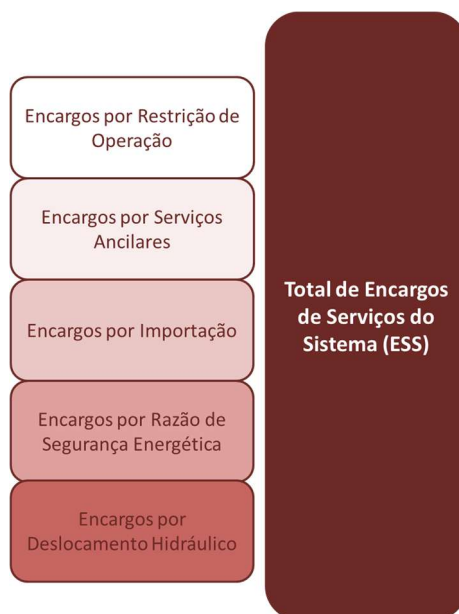 Encargos por Restrição de
Operação
Encargos por Serviços
Ancilares
Encargos por Importação
Encargos por Razão de
Segurança Energética
Encargos por
Deslocamento Hidráulico
Total de Encargos
de Serviços do
Sistema (ESS)